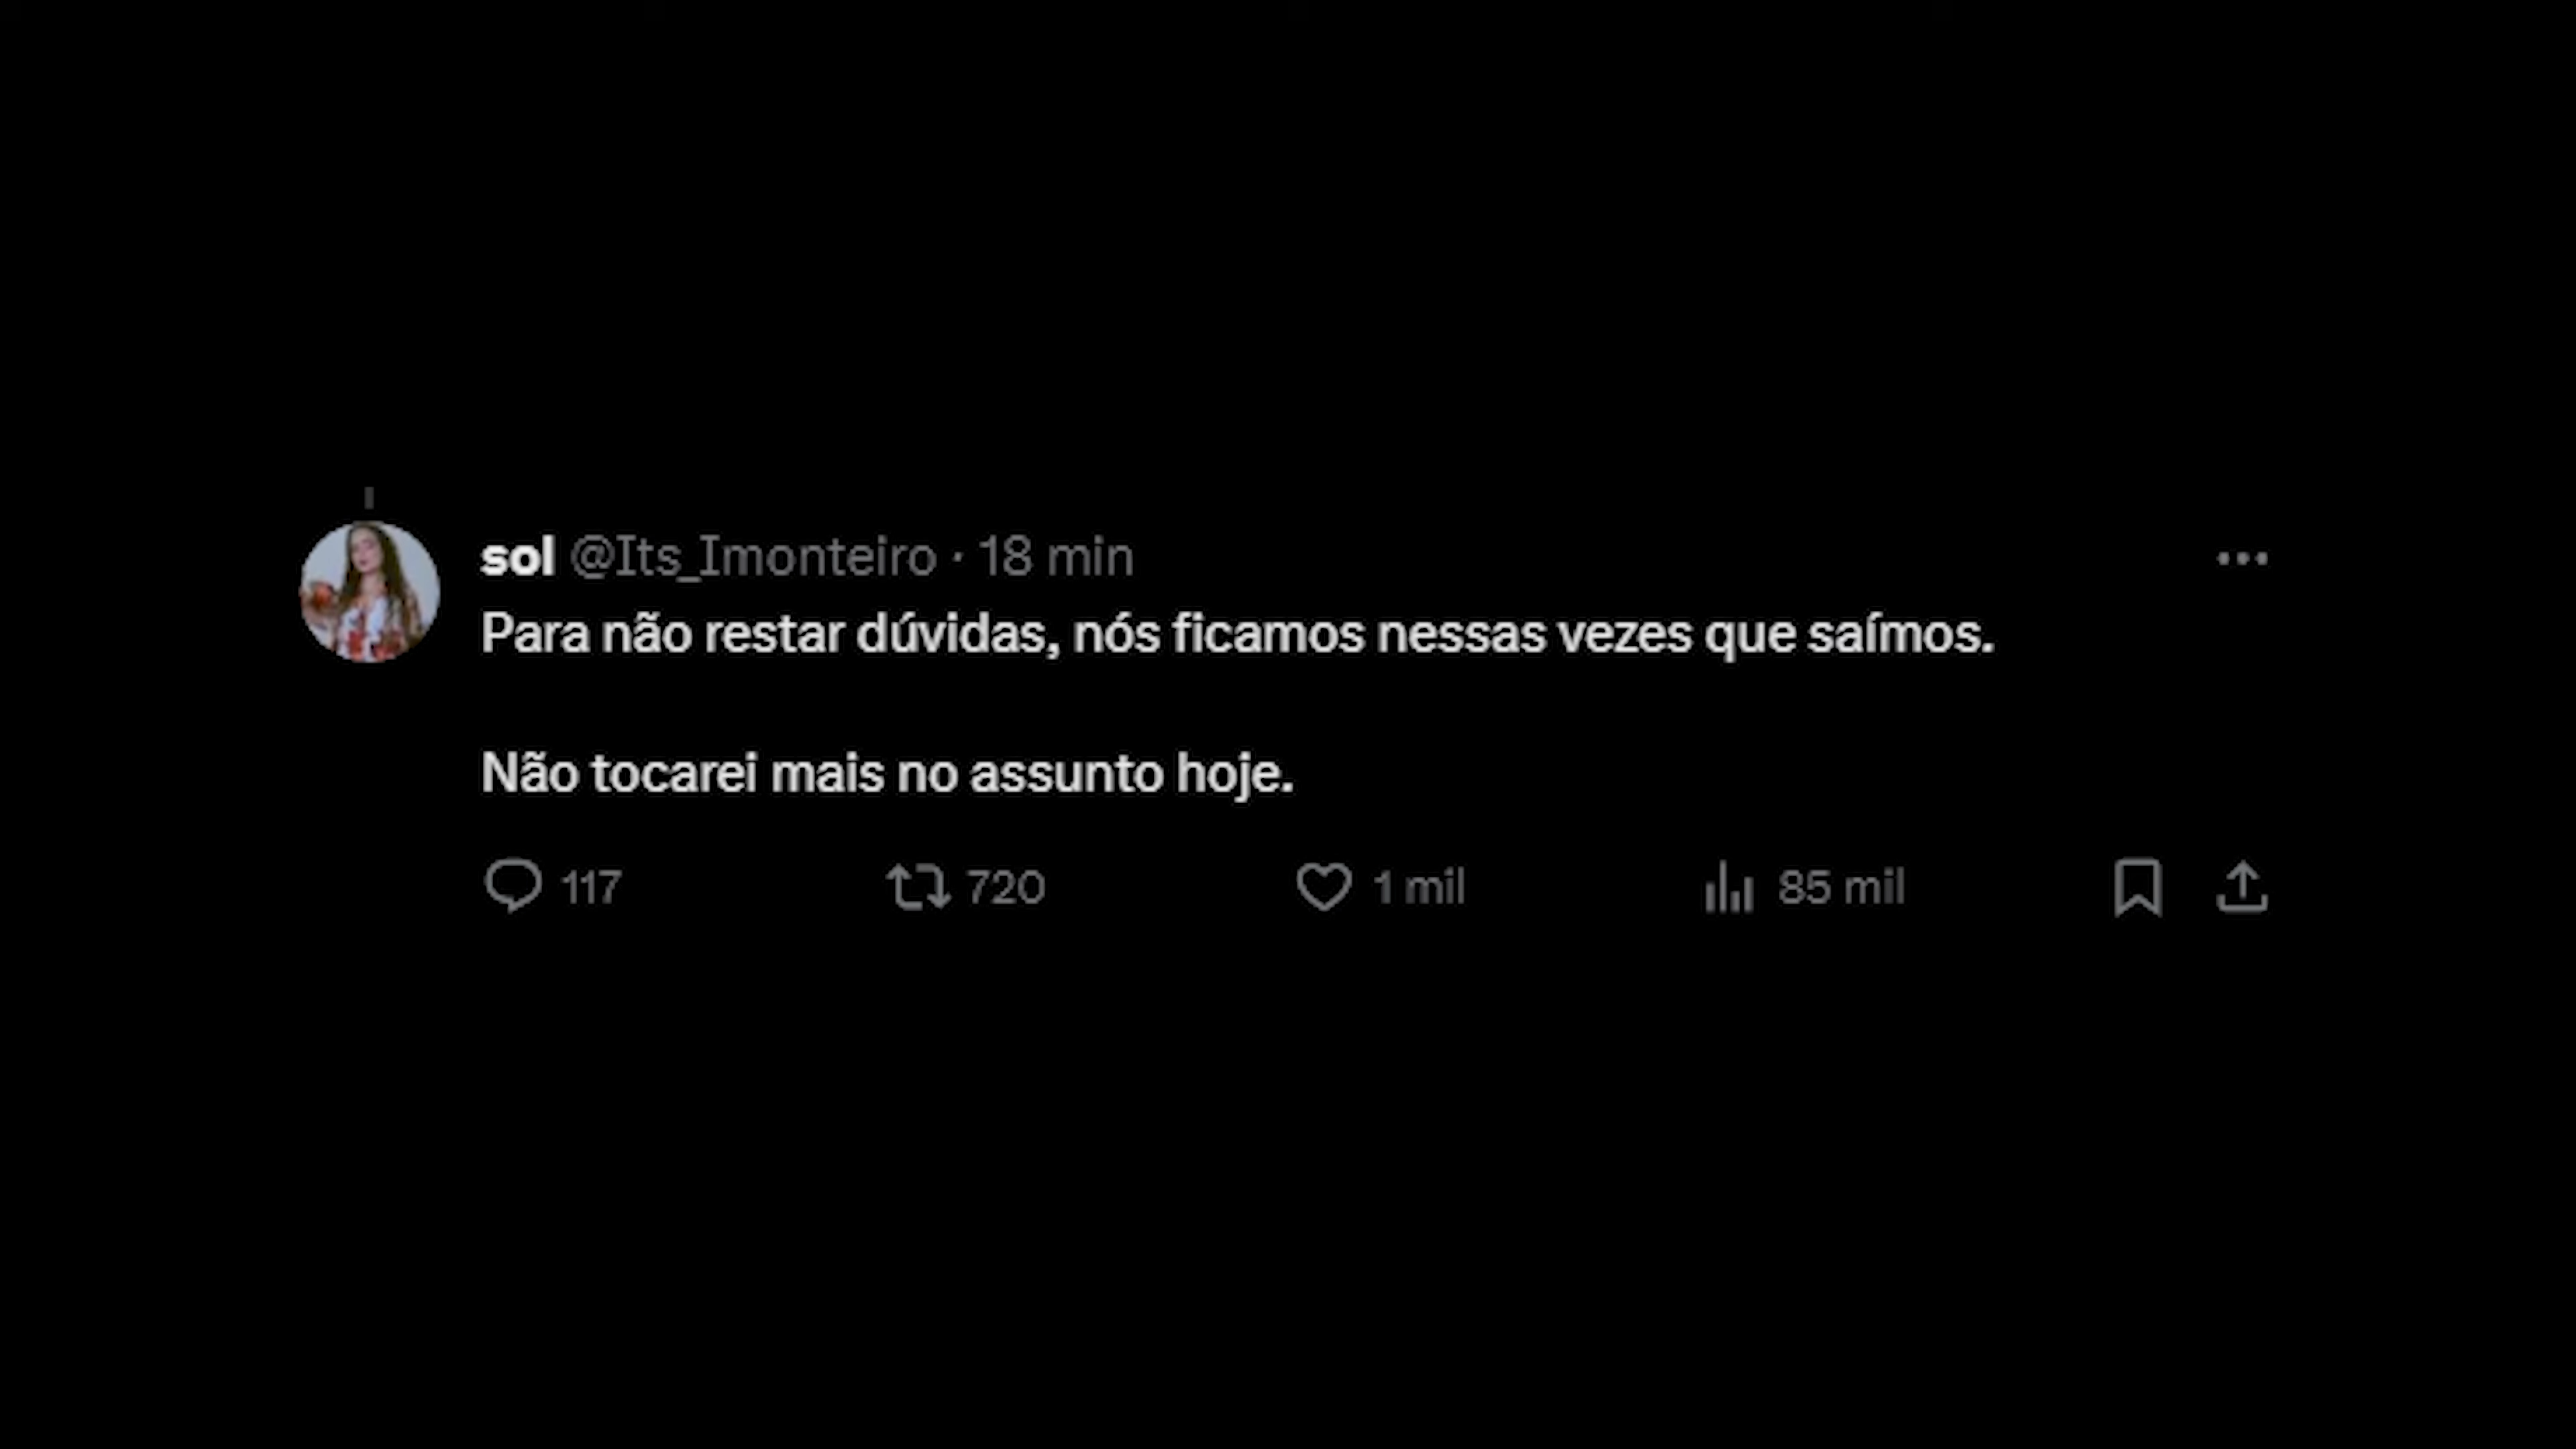 sol @Its_Imonteiro · 18 min
Para não restar dúvidas, nós ficamos nessas vezes que saímos.
Não tocarei mais no assunto hoje.
117 720 1 mil 85 mil